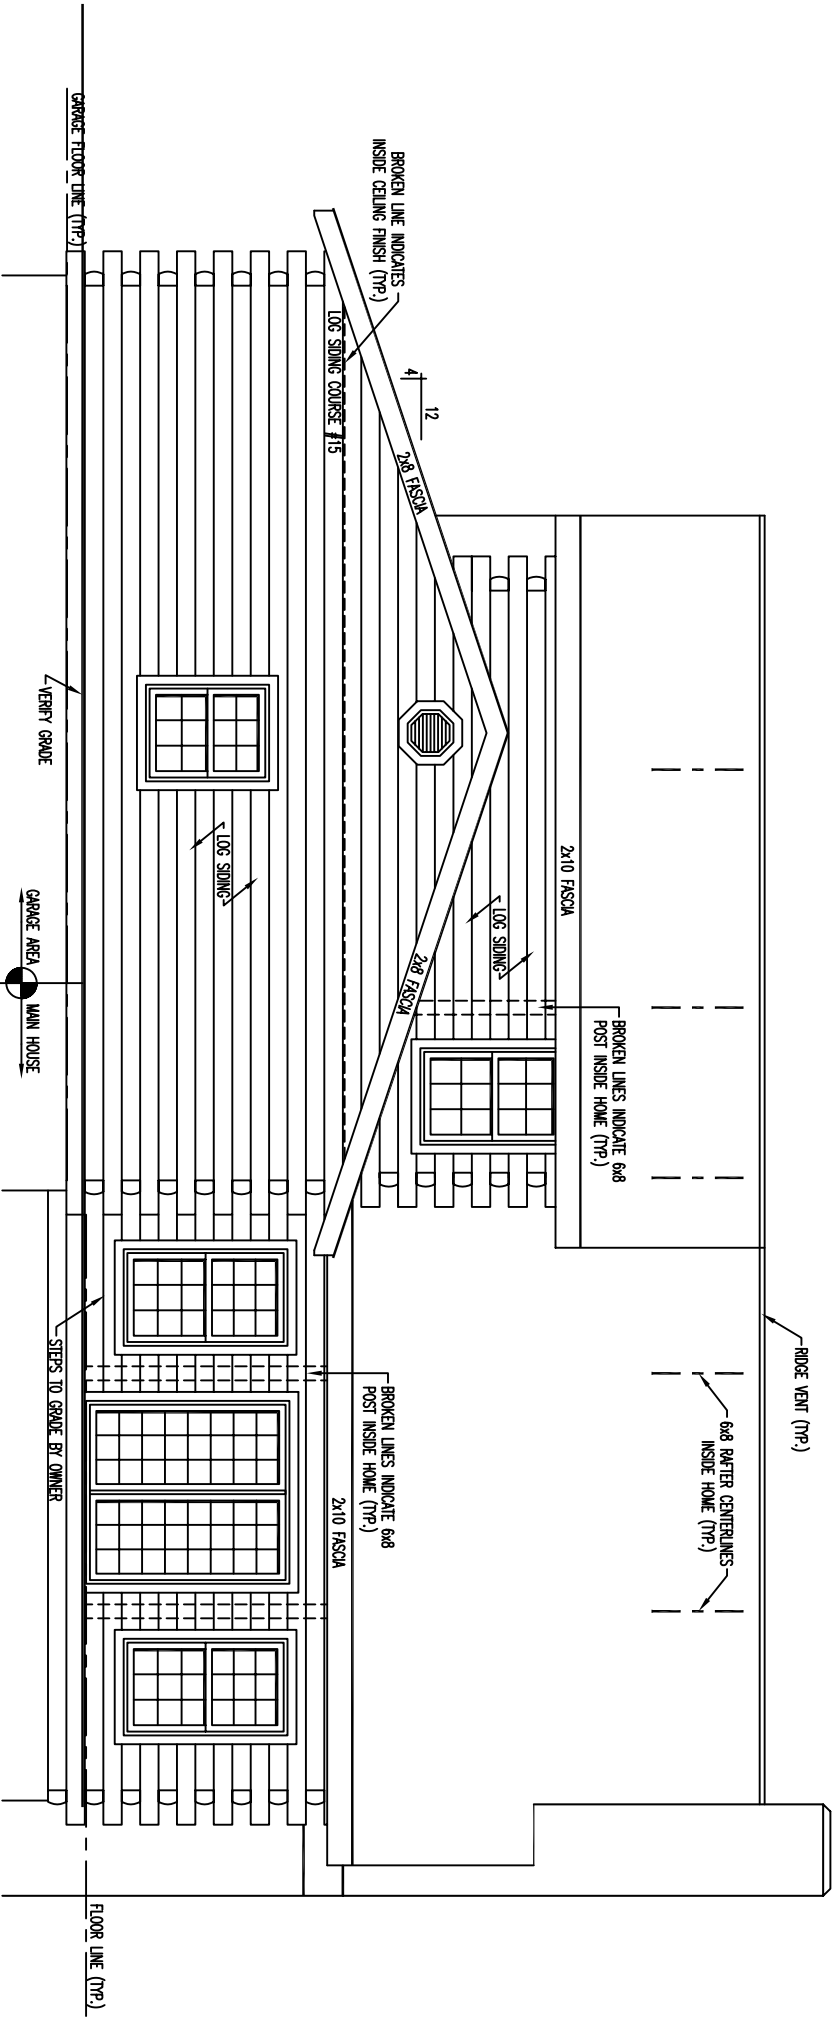 RIDGE VENT (TYP.)
6x8 RAFTER CENTERLINES
INSIDE HOME (TYP.)
BROKEN LINES INDICATE 6x8
POST INSIDE HOME (TYP.)
2x10 FASCIA
LOG SIDING
12
4
2x8 FASCIA
2x8 FASCIA
BROKEN LINE INDICATES
INSIDE CEILING FINISH (TYP.)
BROKEN LINES INDICATE 6x8
POST INSIDE HOME (TYP.)
2x10 FASCIA
LOG SIDING COURSE #15
LOG SIDING
GARAGE FLOOR LINE (TYP.)
FLOOR LINE (TYP.)
VERIFY GRADE
STEPS TO GRADE BY OWNER
GARAGE AREA
MAIN HOUSE